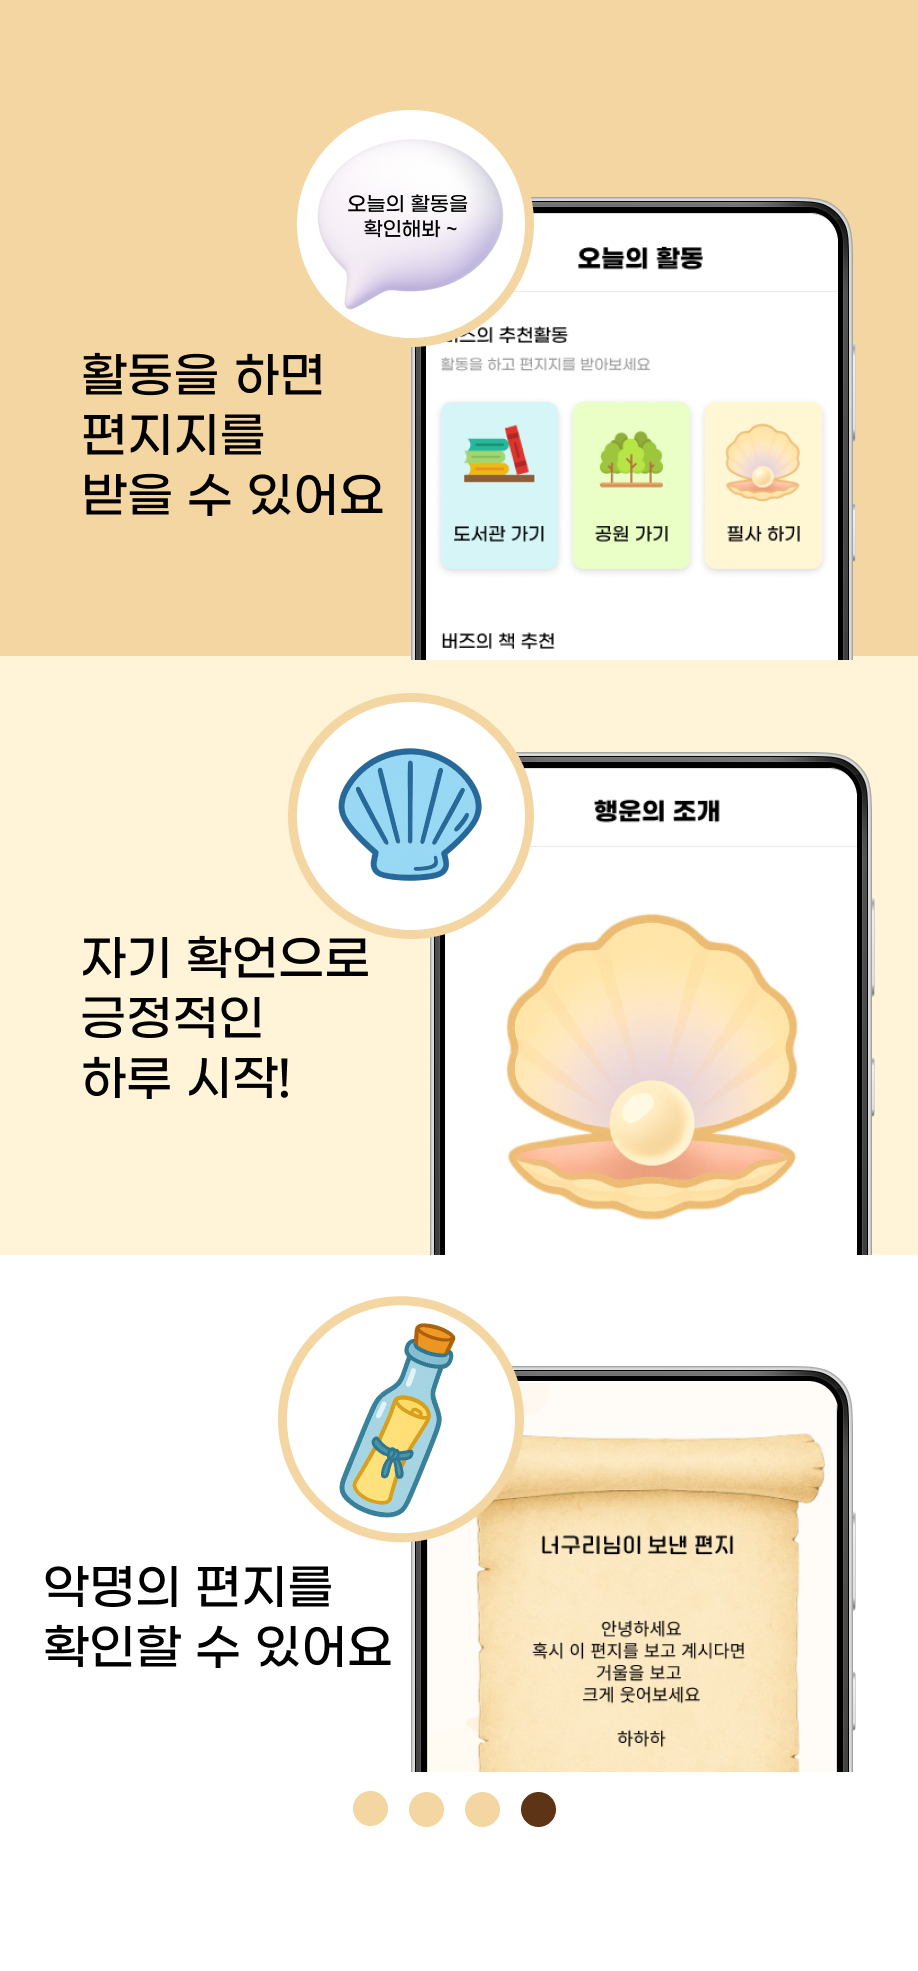 오늘의 활동을
확인해봐 ~
오늘의 활동
활동을 하면
편지지를
받을 수 있어요
추천활동
활동을 하고 편지지를 받아보세요
도서관 가기
공원 가기
필사 하기
버즈의 책 추천
행운의 조개
자기 확언으로
긍정적인
하루 시작!
너구리님이 보낸 편지
악명의 편지를
확인할 수 있어요
안녕하세요
혹시 이 편지를 보고 계시다면
거울을 보고
크게 웃어보세요
하하하